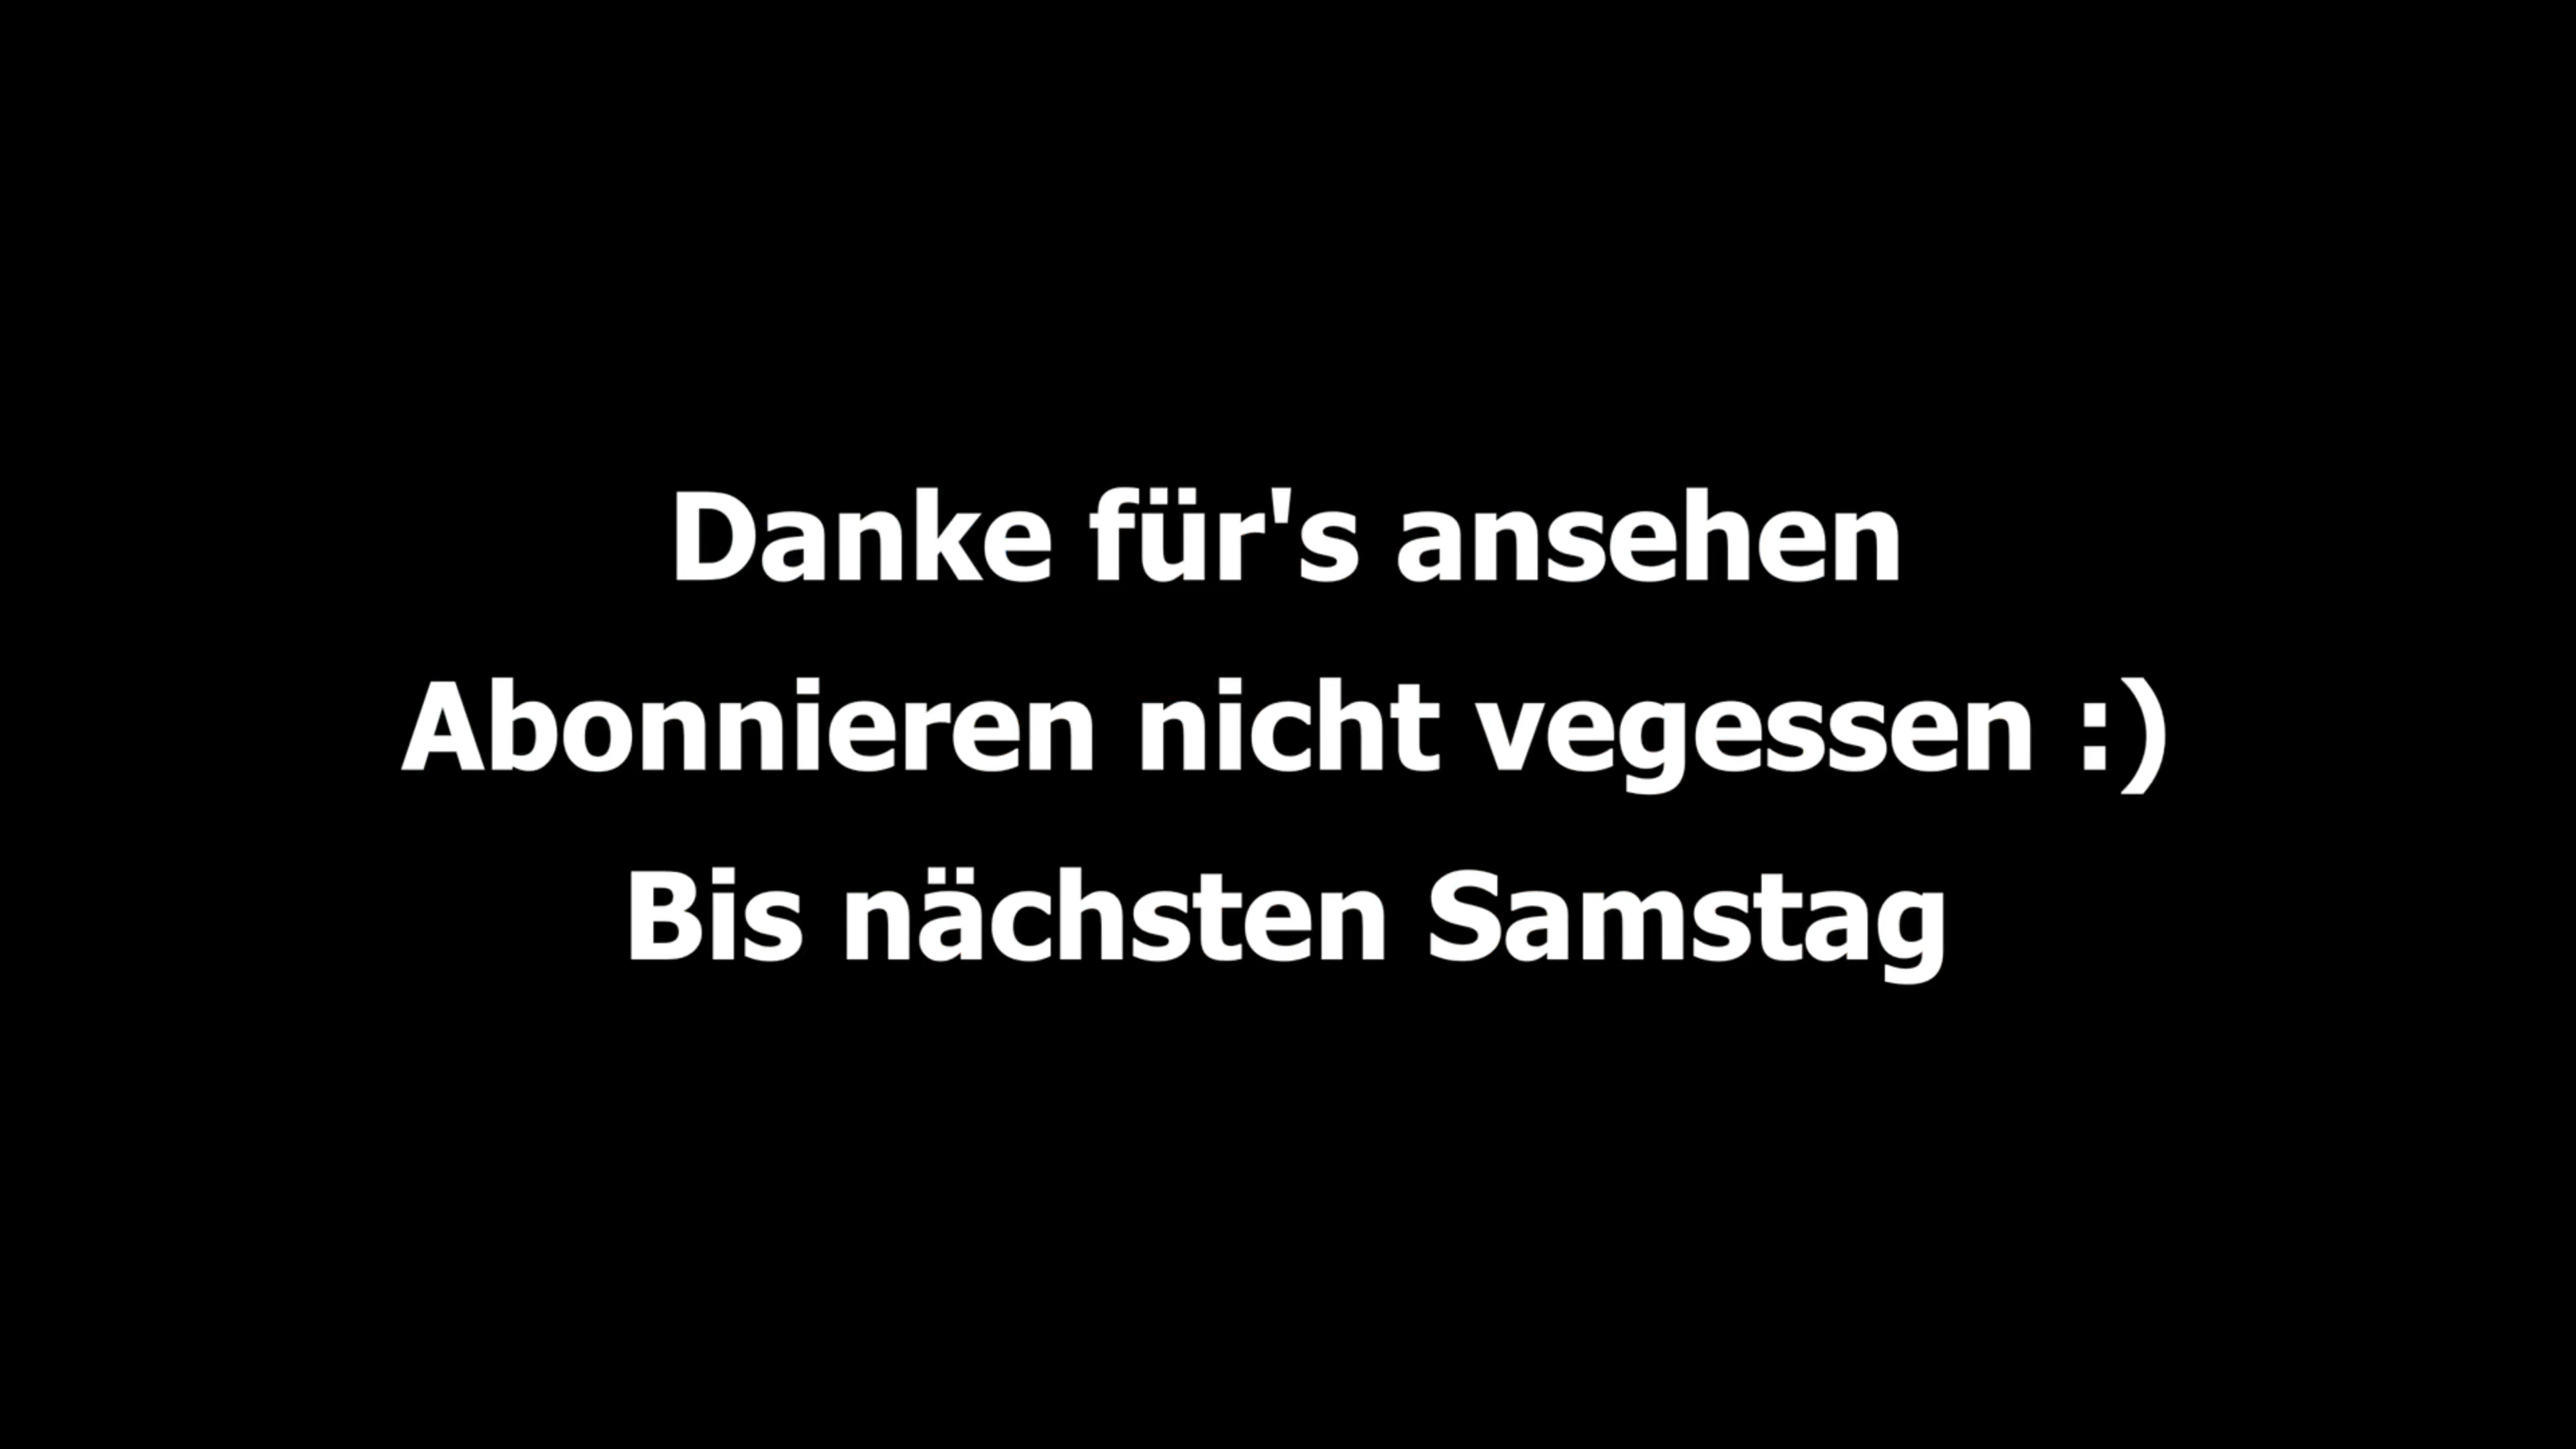 Danke für's ansehen
Abonnieren nicht vegessen :)
Bis nächsten Samstag